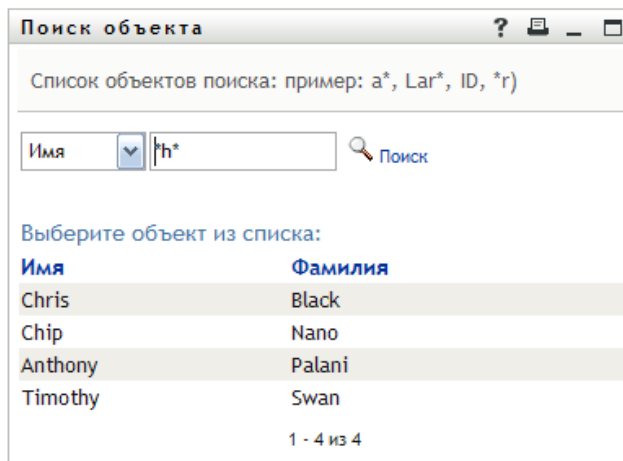 Поиск объекта ?
Список объектов поиска: пример: a*, Lar*, ID, *r)
Имя *h* Поиск
Выберите объект из списка:
Имя Фамилия
Chris Black
Chip Nano
Anthony Palani
Timothy Swan
1 - 4 из 4